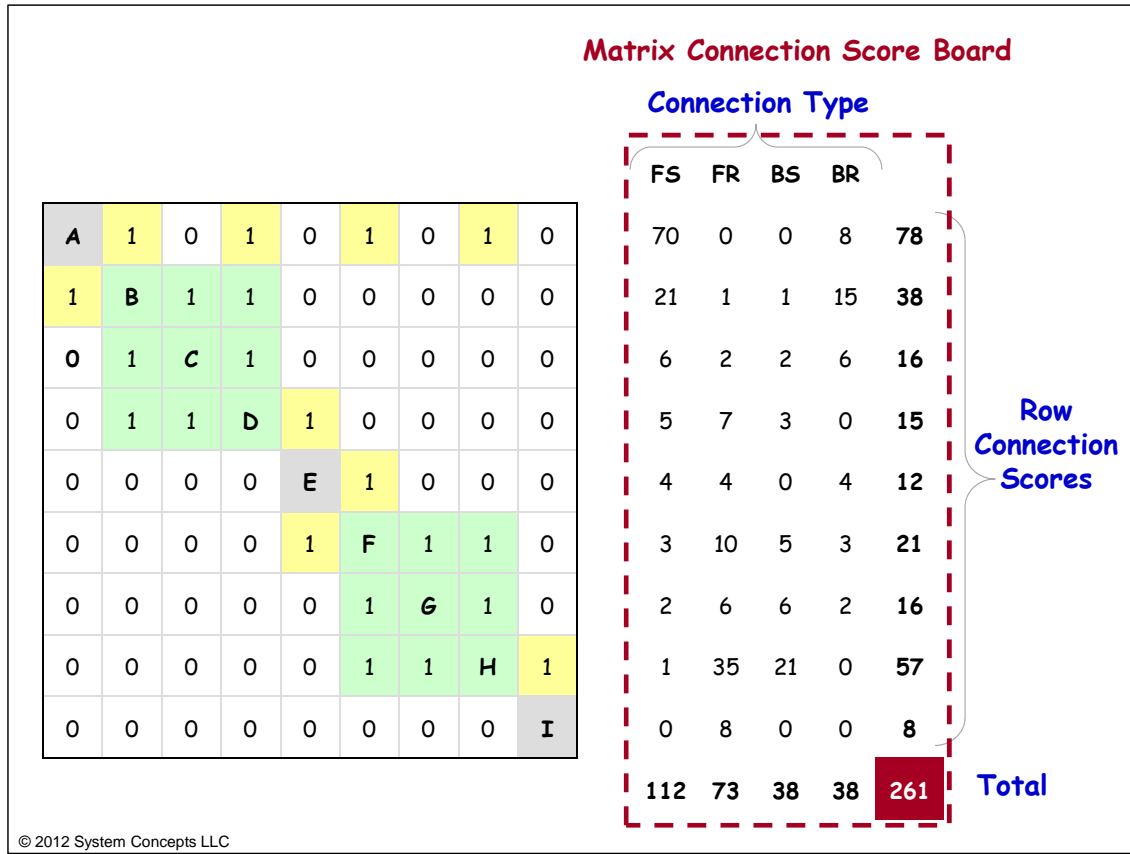 Matrix Connection Score Board
Connection Type
FS FR BS BR
A 1 0 1 0 1 0 1 0 70 0 0 8 78
1 B 1 1 0 0 0 0 0 21 1 1 15 38
0 1 C 1 0 0 0 0 0 6 2 2 6 16
0 1 1 D 1 0 0 0 0 5 7 3 0 15
0 0 0 0 E 1 0 0 0 4 4 0 4 12
0 0 0 0 1 F 1 1 0 3 10 5 3 21
0 0 0 0 0 1 G 1 0 2 6 6 2 16
0 0 0 0 0 1 1 H 1 1 35 21 0 57
0 0 0 0 0 0 0 0 I 0 8 0 0 8
Row
Connection
Scores
112 73 38 38 261 Total
© 2012 System Concepts LLC